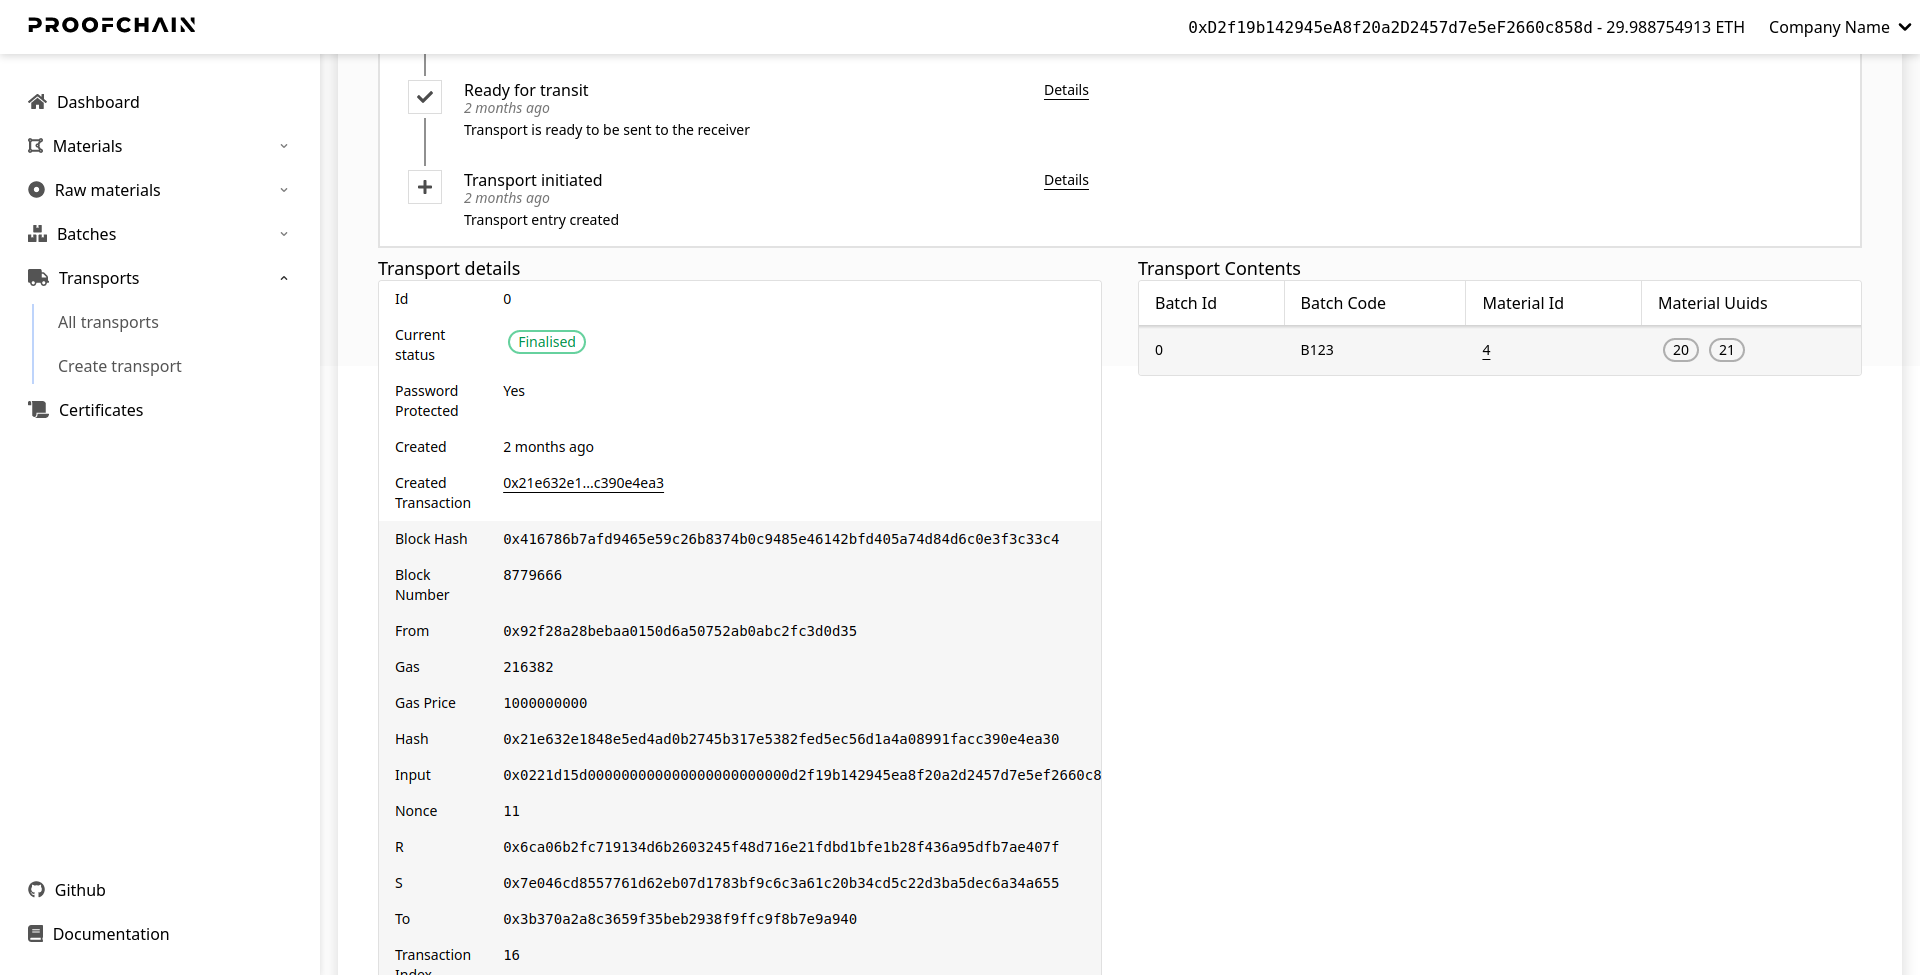 PROOFCHAIN
0xD2f19b142945eA8f20a2D2457d7e5eF2660c858d - 29.988754913 ETH
Company Name
Dashboard
Materials
Raw materials
Batches
Transports
All transports
Create transport
Certificates
Github
Documentation
Ready for transit
Details
2 months ago
Transport is ready to be sent to the receiver
Transport initiated
Details
2 months ago
Transport entry created
Transport details
Id 0
Current
status
Finalised
Password
Protected
Yes
Created 2 months ago
Created
Transaction
0x21e632e1...c390e4ea3
Block Hash 0x416786b7afd9465e59c26b8374b0c9485e46142bfd405a74d84d6c0e3f3c33c4
Block
Number
8779666
From 0x92f28a28bebaa0150d6a50752ab0abc2fc3d0d35
Gas 216382
Gas Price 1000000000
Hash 0x21e632e1848e5ed4ad0b2745b317e5382fed5ec56d1a4a08991facc390e4ea30
Input 0x0221d15d000000000000000000000000d2f19b142945ea8f20a2d2457d7e5ef2660c8
Nonce 11
R 0x6ca06b2fc719134d6b2603245f48d716e21fdbd1bfe1b28f436a95dfb7ae407f
S 0x7e046cd8557761d62eb07d1783bf9c6c3a61c20b34cd5c22d3ba5dec6a34a655
To 0x3b370a2a8c3659f35beb2938f9ffc9f8b7e9a940
Transaction
Index
16
Transport Contents
Batch Id Batch Code Material Id Material Uuids
0 B123 4 20 21